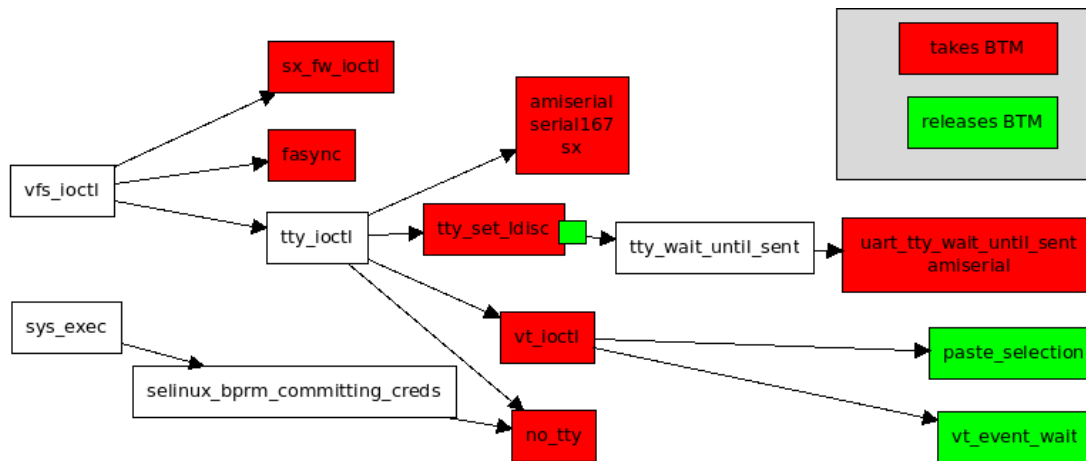 takes BTM
releases BTM
sx_fw_ioctl
amiserial
serial167
sx
fasync
vfs_ioctl
tty_ioctl
tty_set_ldisc
tty_wait_until_sent
uart_tty_wait_until_sent
amiserial
sys_exec
vt_ioctl
paste_selection
selinux_bprm_committing_creds
no_tty
vt_event_wait